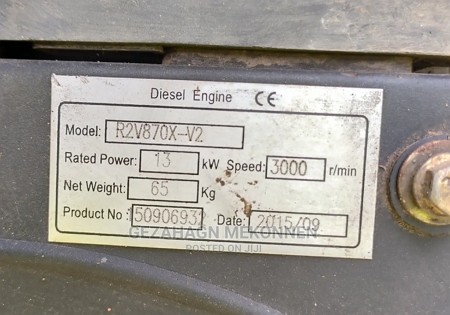 Diesel Engine CE
Model: R2V870X-V2
Rated Power: 13 kW Speed: 3000 r/min
Net Weight: 65 Kg
Product No : 50906932 Date: 2015/09
GEZAHAGN MEKONNEN
POSTED ON JIJI